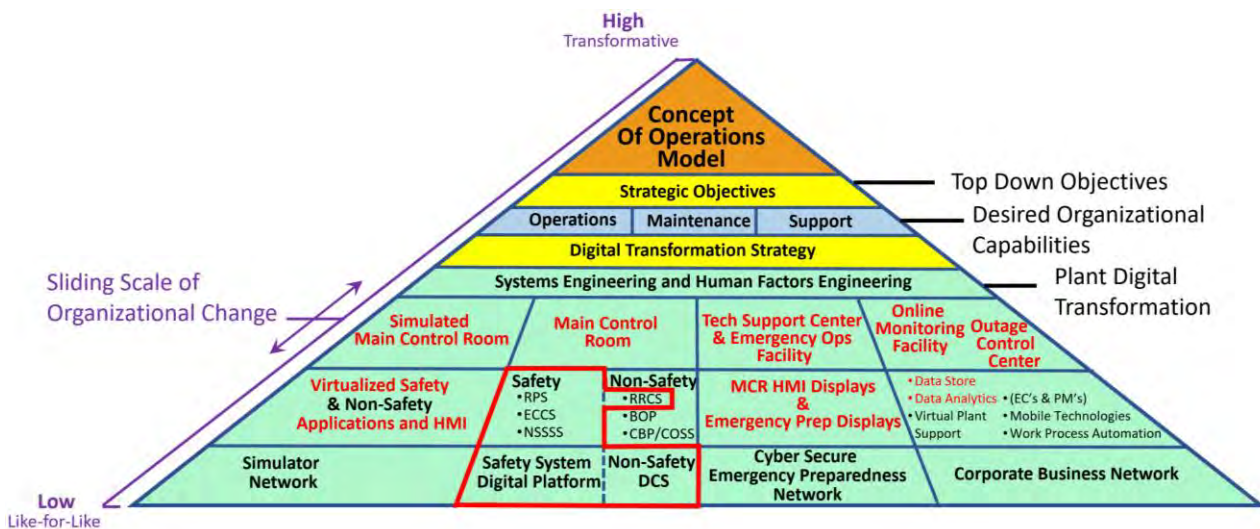 High
Transformative
Concept
Of Operations
Model
Strategic Objectives
Top Down Objectives
Operations
Maintenance
Support
Desired Organizational
Capabilities
Digital Transformation Strategy
Systems Engineering and Human Factors Engineering
Plant Digital
Transformation
Sliding Scale of
Organizational Change
Simulated
Main Control Room
Main Control
Room
Tech Support Center
& Emergency Ops
Facility
Online
Monitoring
Facility
Outage
Control
Center
Virtualized Safety
& Non-Safety
Applications and HMI
Safety
•RPS
•ECCS
•NSSSS
Non-Safety
•RRCS
•BOP
•CBP/COSS
MCR HMI Displays
&
Emergency Prep Displays
•Data Store
•Data Analytics
•Virtual Plant
Support
•(EC's & PM's)
•Mobile Technologies
•Work Process Automation
Simulator
Network
Safety System
Digital Platform
Non-Safety
DCS
Cyber Secure
Emergency Preparedness
Network
Corporate Business Network
Low
Like-for-Like